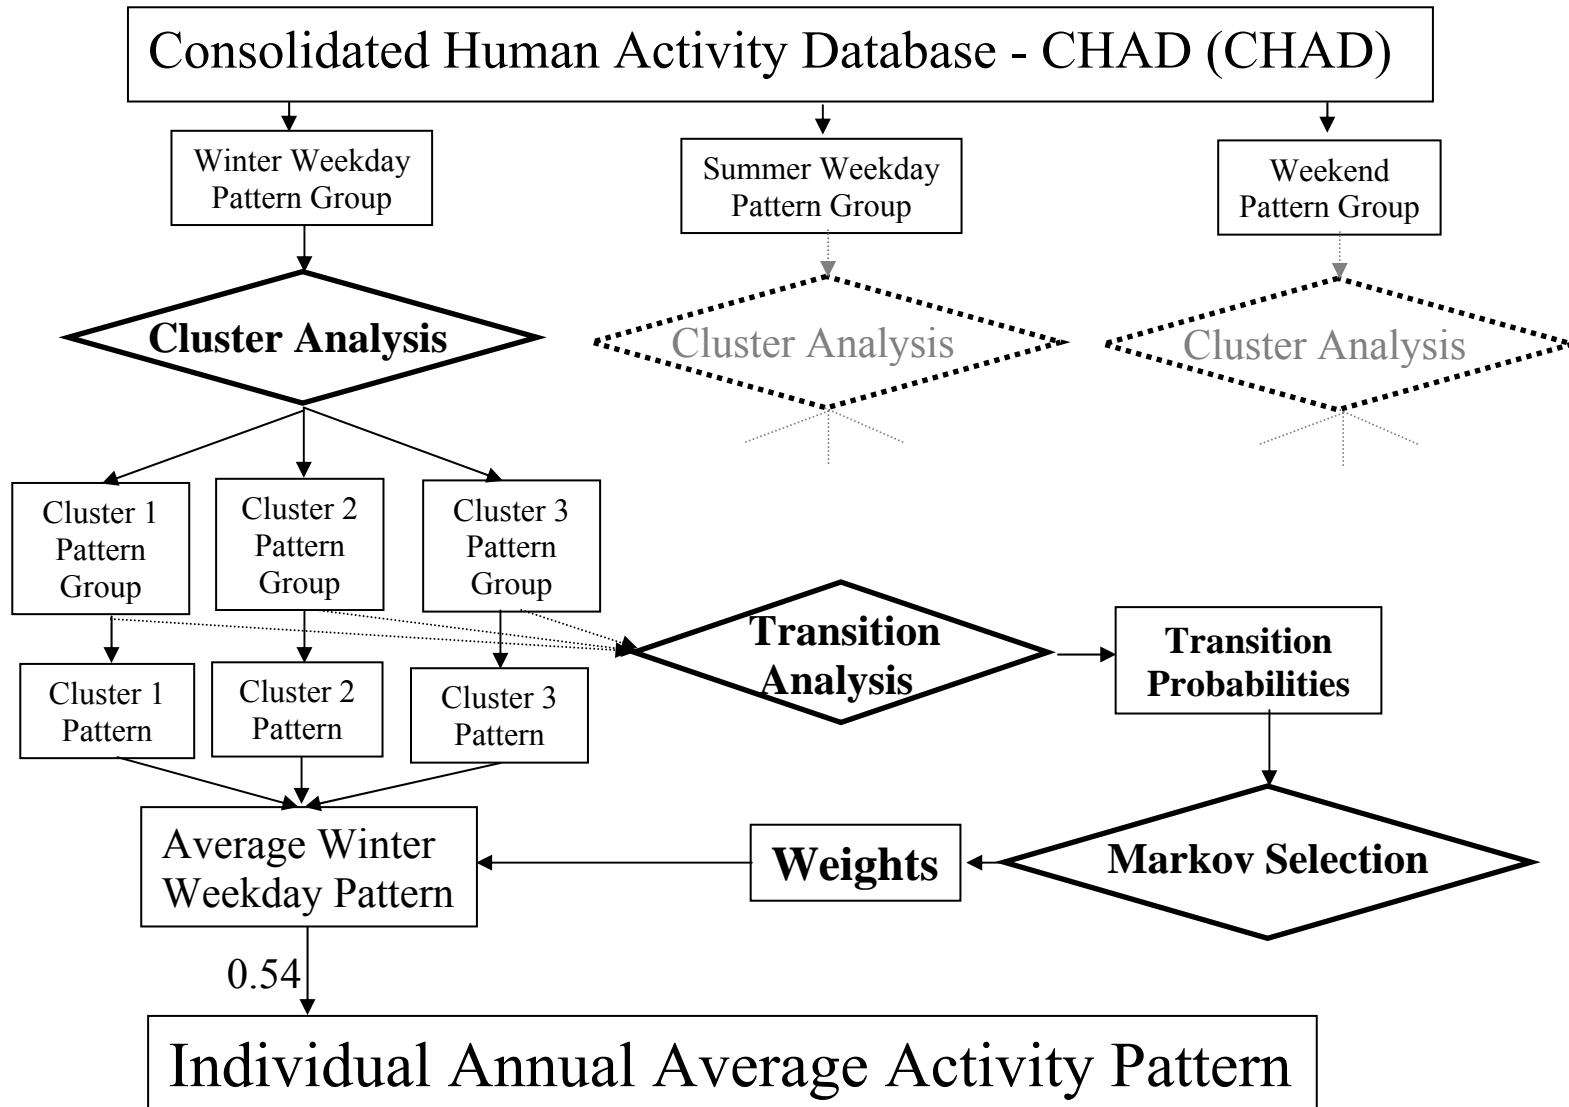 Consolidated Human Activity Database - CHAD (CHAD)
Winter Weekday
Pattern Group
Summer Weekday
Pattern Group
Weekend
Pattern Group
Cluster Analysis
Cluster Analysis
Cluster Analysis
Cluster 1
Pattern
Group
Cluster 2
Pattern
Group
Cluster 3
Pattern
Group
Transition
Analysis
Transition
Probabilities
Cluster 1
Pattern
Cluster 2
Pattern
Cluster 3
Pattern
Average Winter
Weekday Pattern
Weights
Markov Selection
0.54
Individual Annual Average Activity Pattern